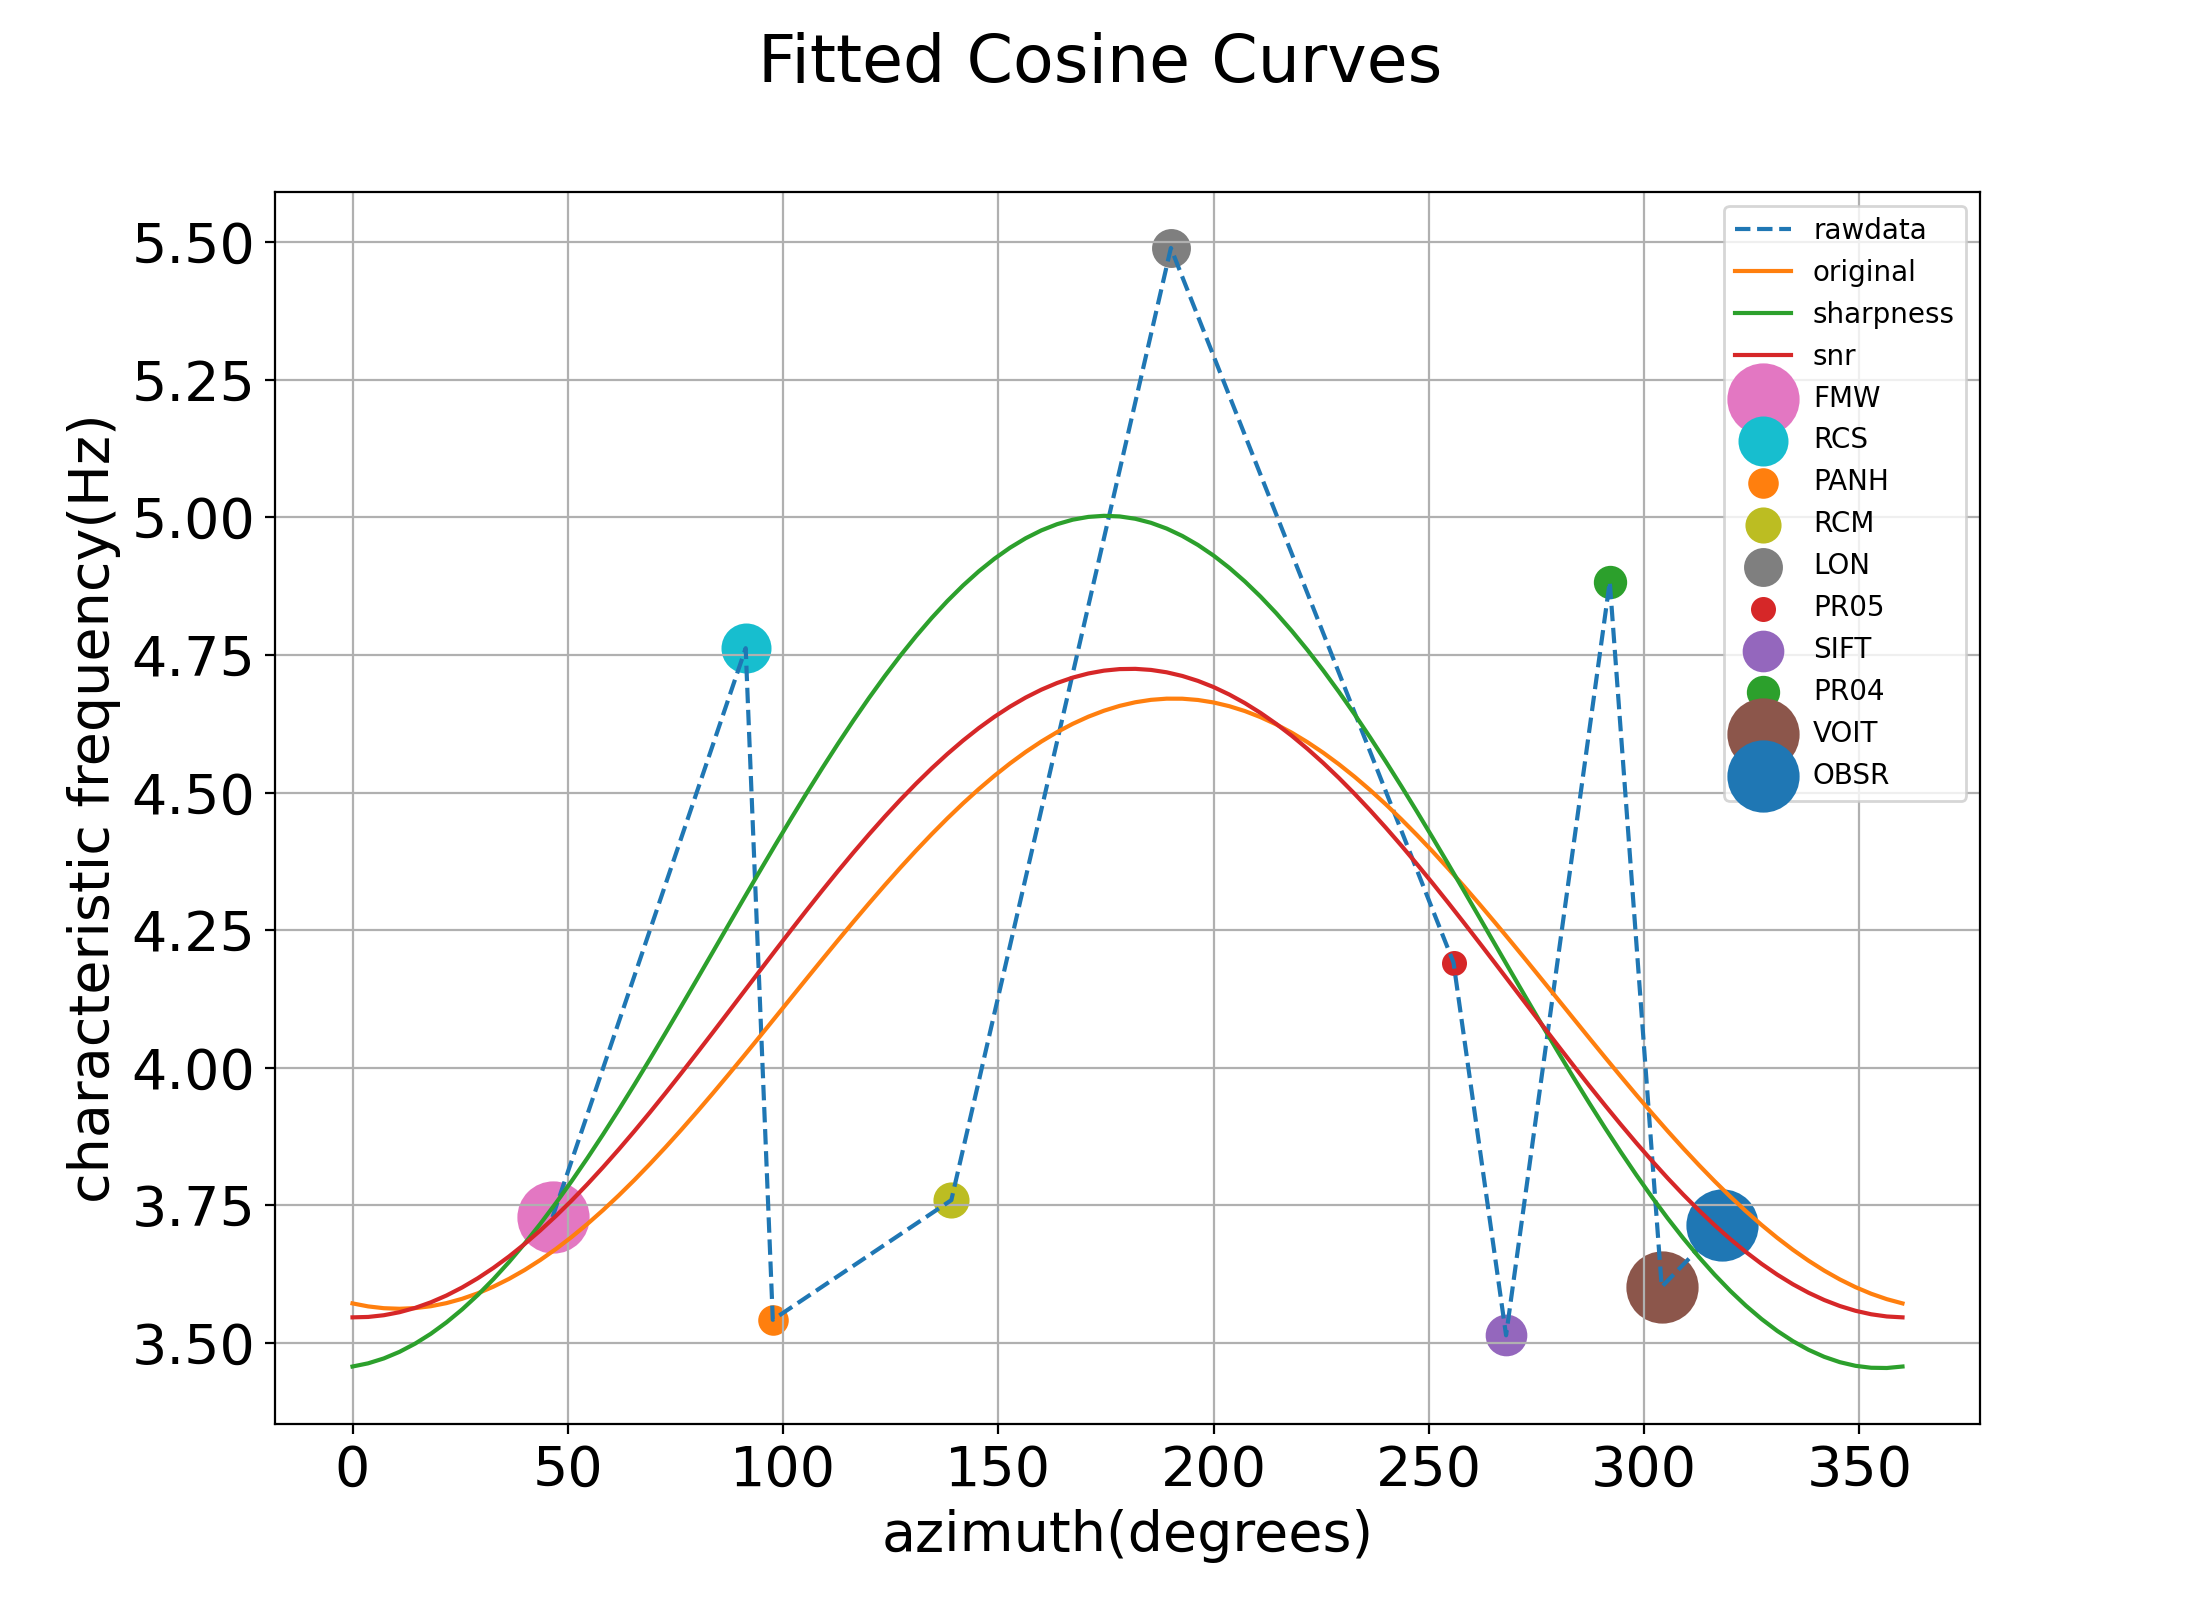 Fitted Cosine Curves
characteristic frequency(Hz)
5.50
5.25
5.00
4.75
4.50
4.25
4.00
3.75
3.50
0 50 100 150 200 250 300 350
azimuth(degrees)
rawdata
original
sharpness
snr
FMW
RCS
PANH
RCM
LON
PR05
SIFT
PR04
VOIT
OBSR